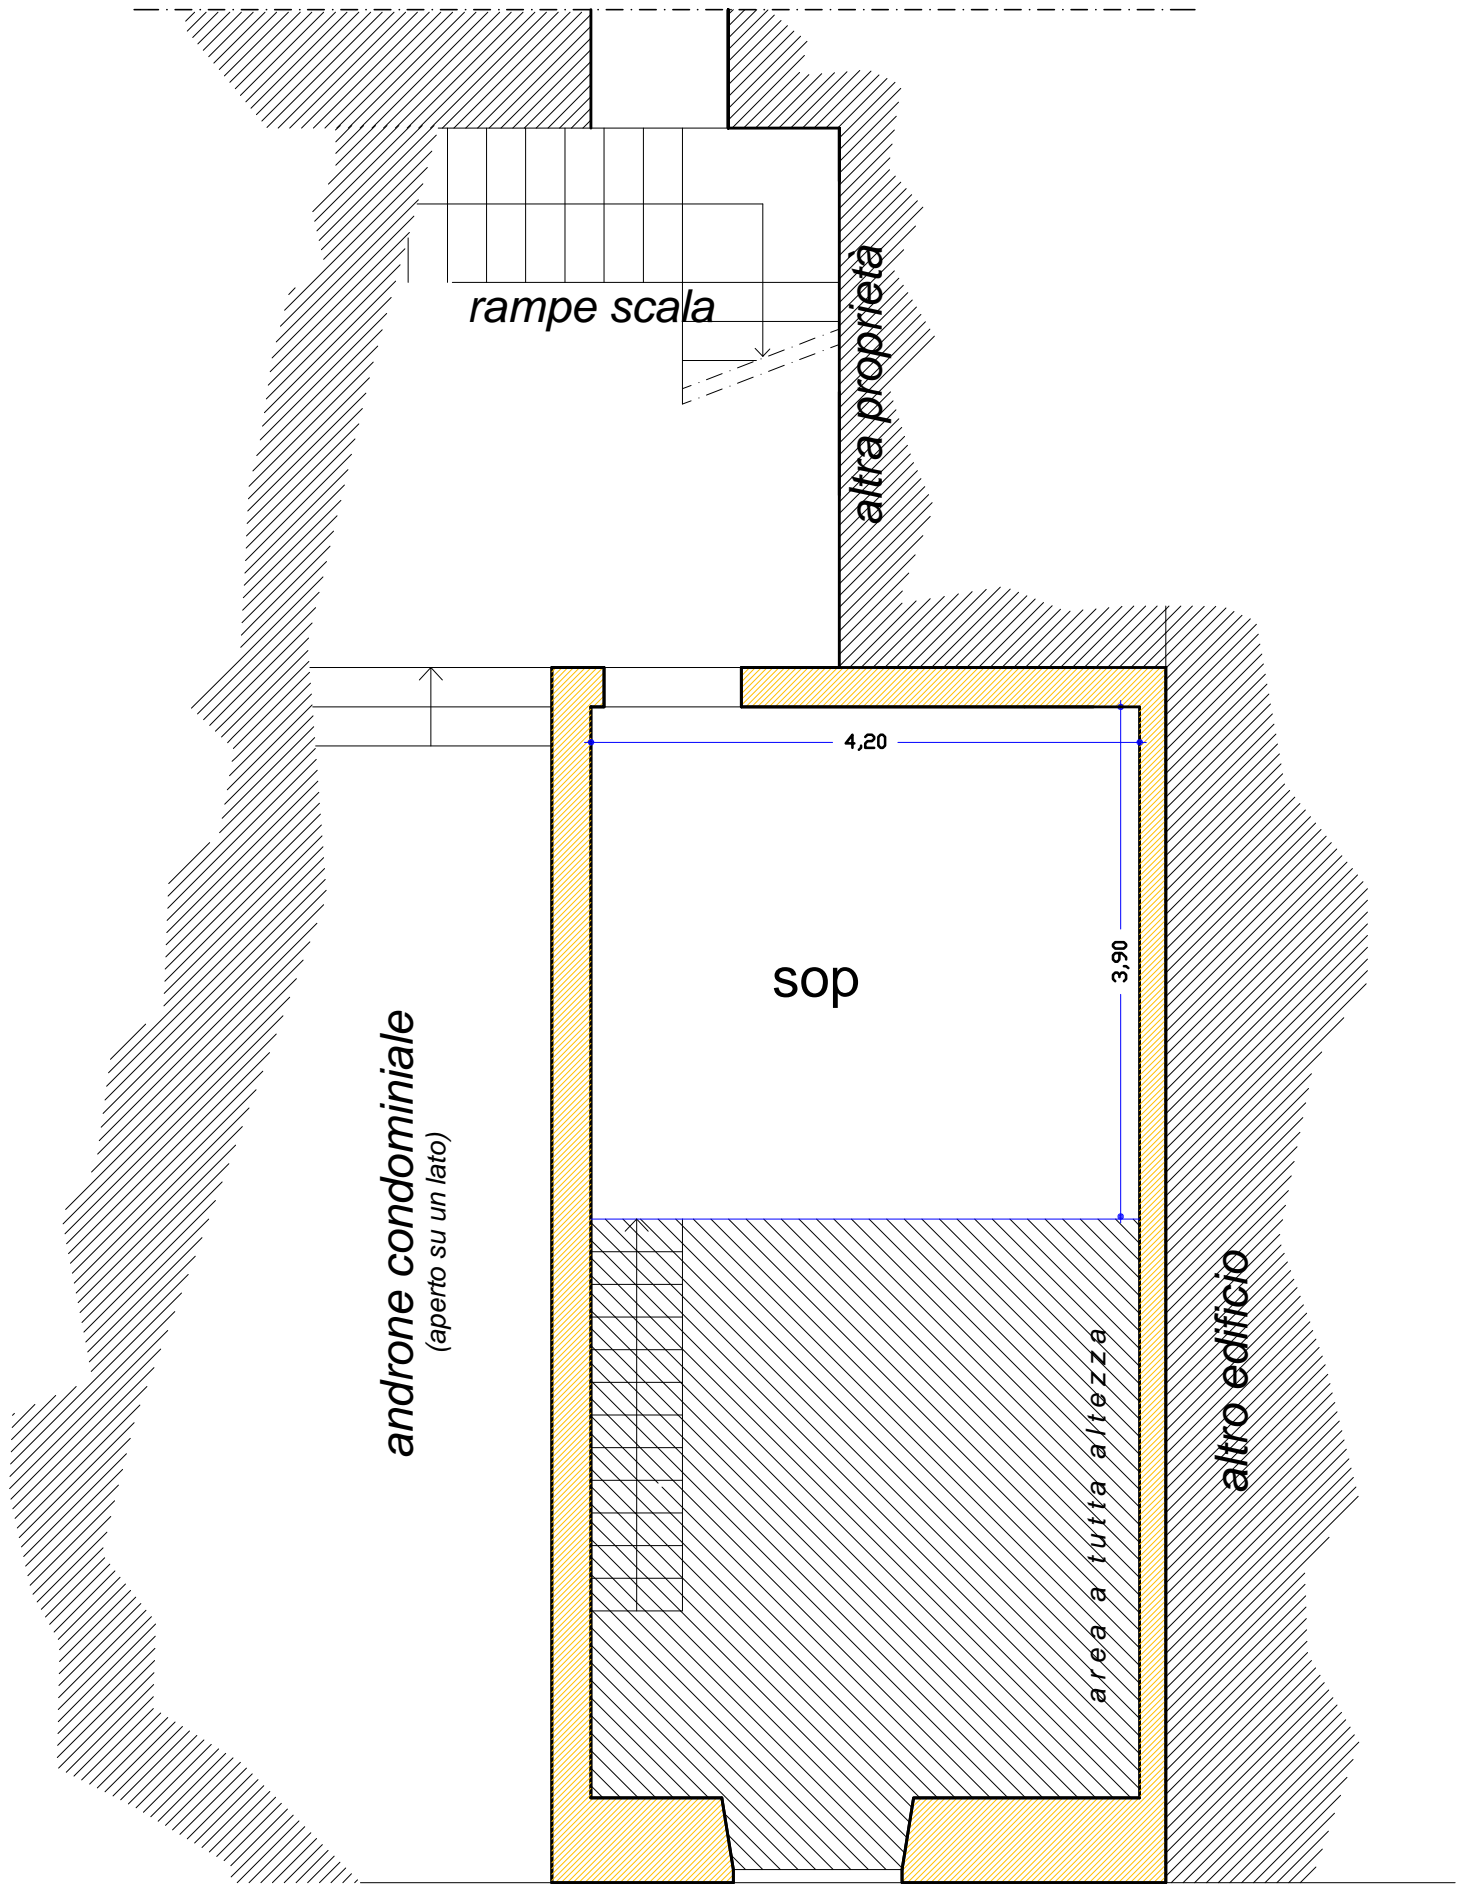 rampe scala
altra proprietà
4,20
3,90
sop
androne condominiale
(aperto su un lato)
altro edificio
area a tutta altezza